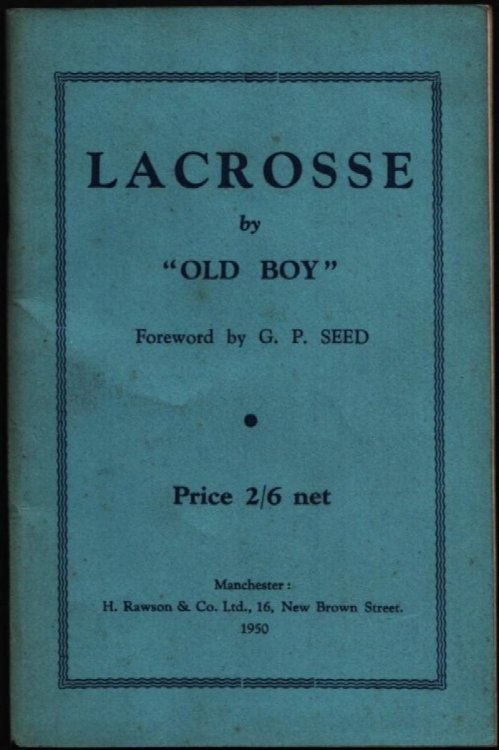 LACROSSE
by
"OLD BOY"
Foreword by G. P. SEED
Price 2/6 net
Manchester :
H. Rawson & Co. Ltd., 16, New Brown Street.
1950